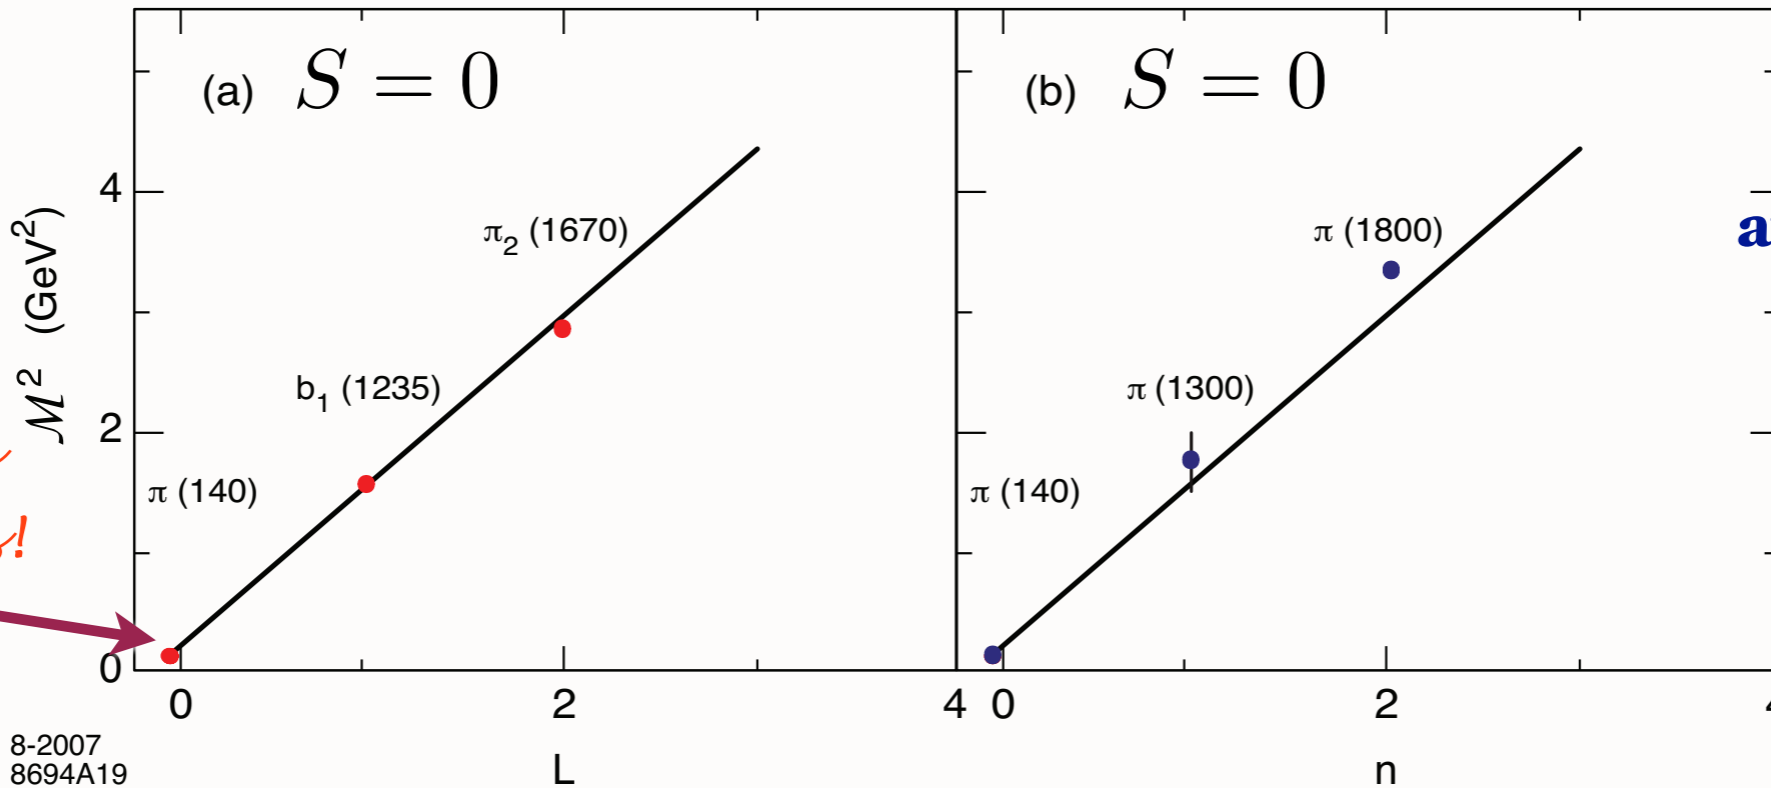 (a) S = 0
(b) S = 0
4
π₂ (1670)
π (1800)
M² (GeV²)
b₁ (1235)
π (1300)
2
π (140)
π (140)
0
0
2
4
0
2
8-2007
8694A19
L
n